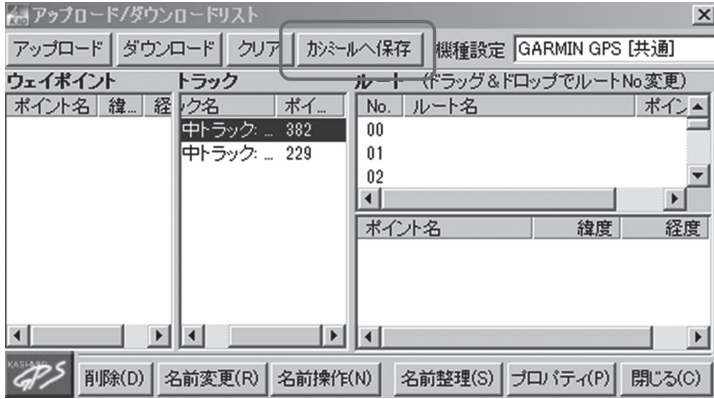 アップロード/ダウンロードリスト
アップロード ダウンロード クリア カシミールへ保存 機種設定 GARMIN GPS [共通]
ウェイポイント トラック ルート (ドラッグ&ドロップでルートNo変更)
ポイント名 緯... 経 ク名 ポイ... No. ルート名 ポイン
中トラック: ... 382 00
中トラック: ... 229 01
02
ポイント名 緯度 経度
KASHMIR GPS 削除(D) 名前変更(R) 名前操作(N) 名前整理(S) プロパティ(P) 閉じる(C)